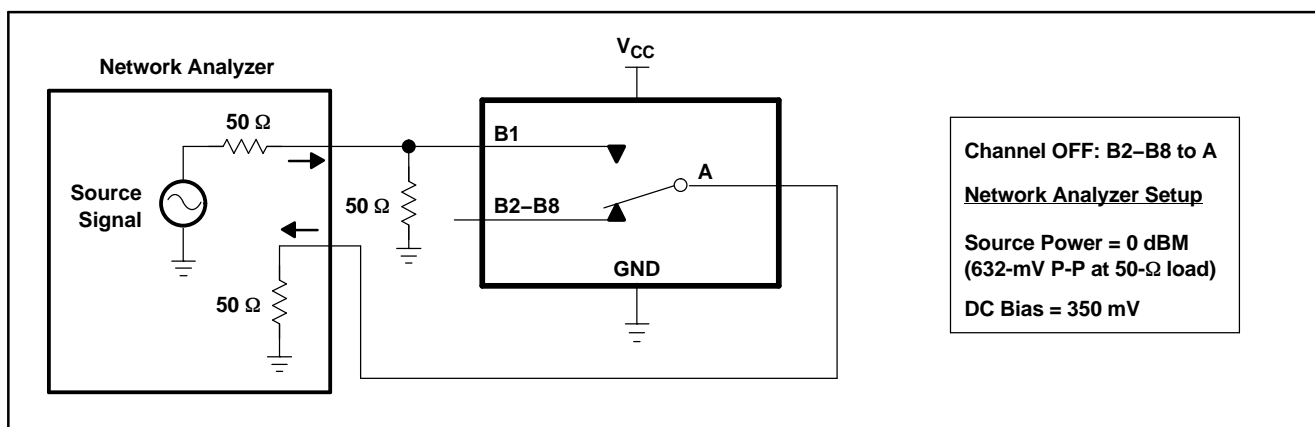 V_CC
Network Analyzer
50 Ω
B1
Source
Signal
50 Ω
B2–B8
A
GND
50 Ω
Channel OFF: B2–B8 to A
Network Analyzer Setup
Source Power = 0 dBM
(632-mV P-P at 50-Ω load)
DC Bias = 350 mV